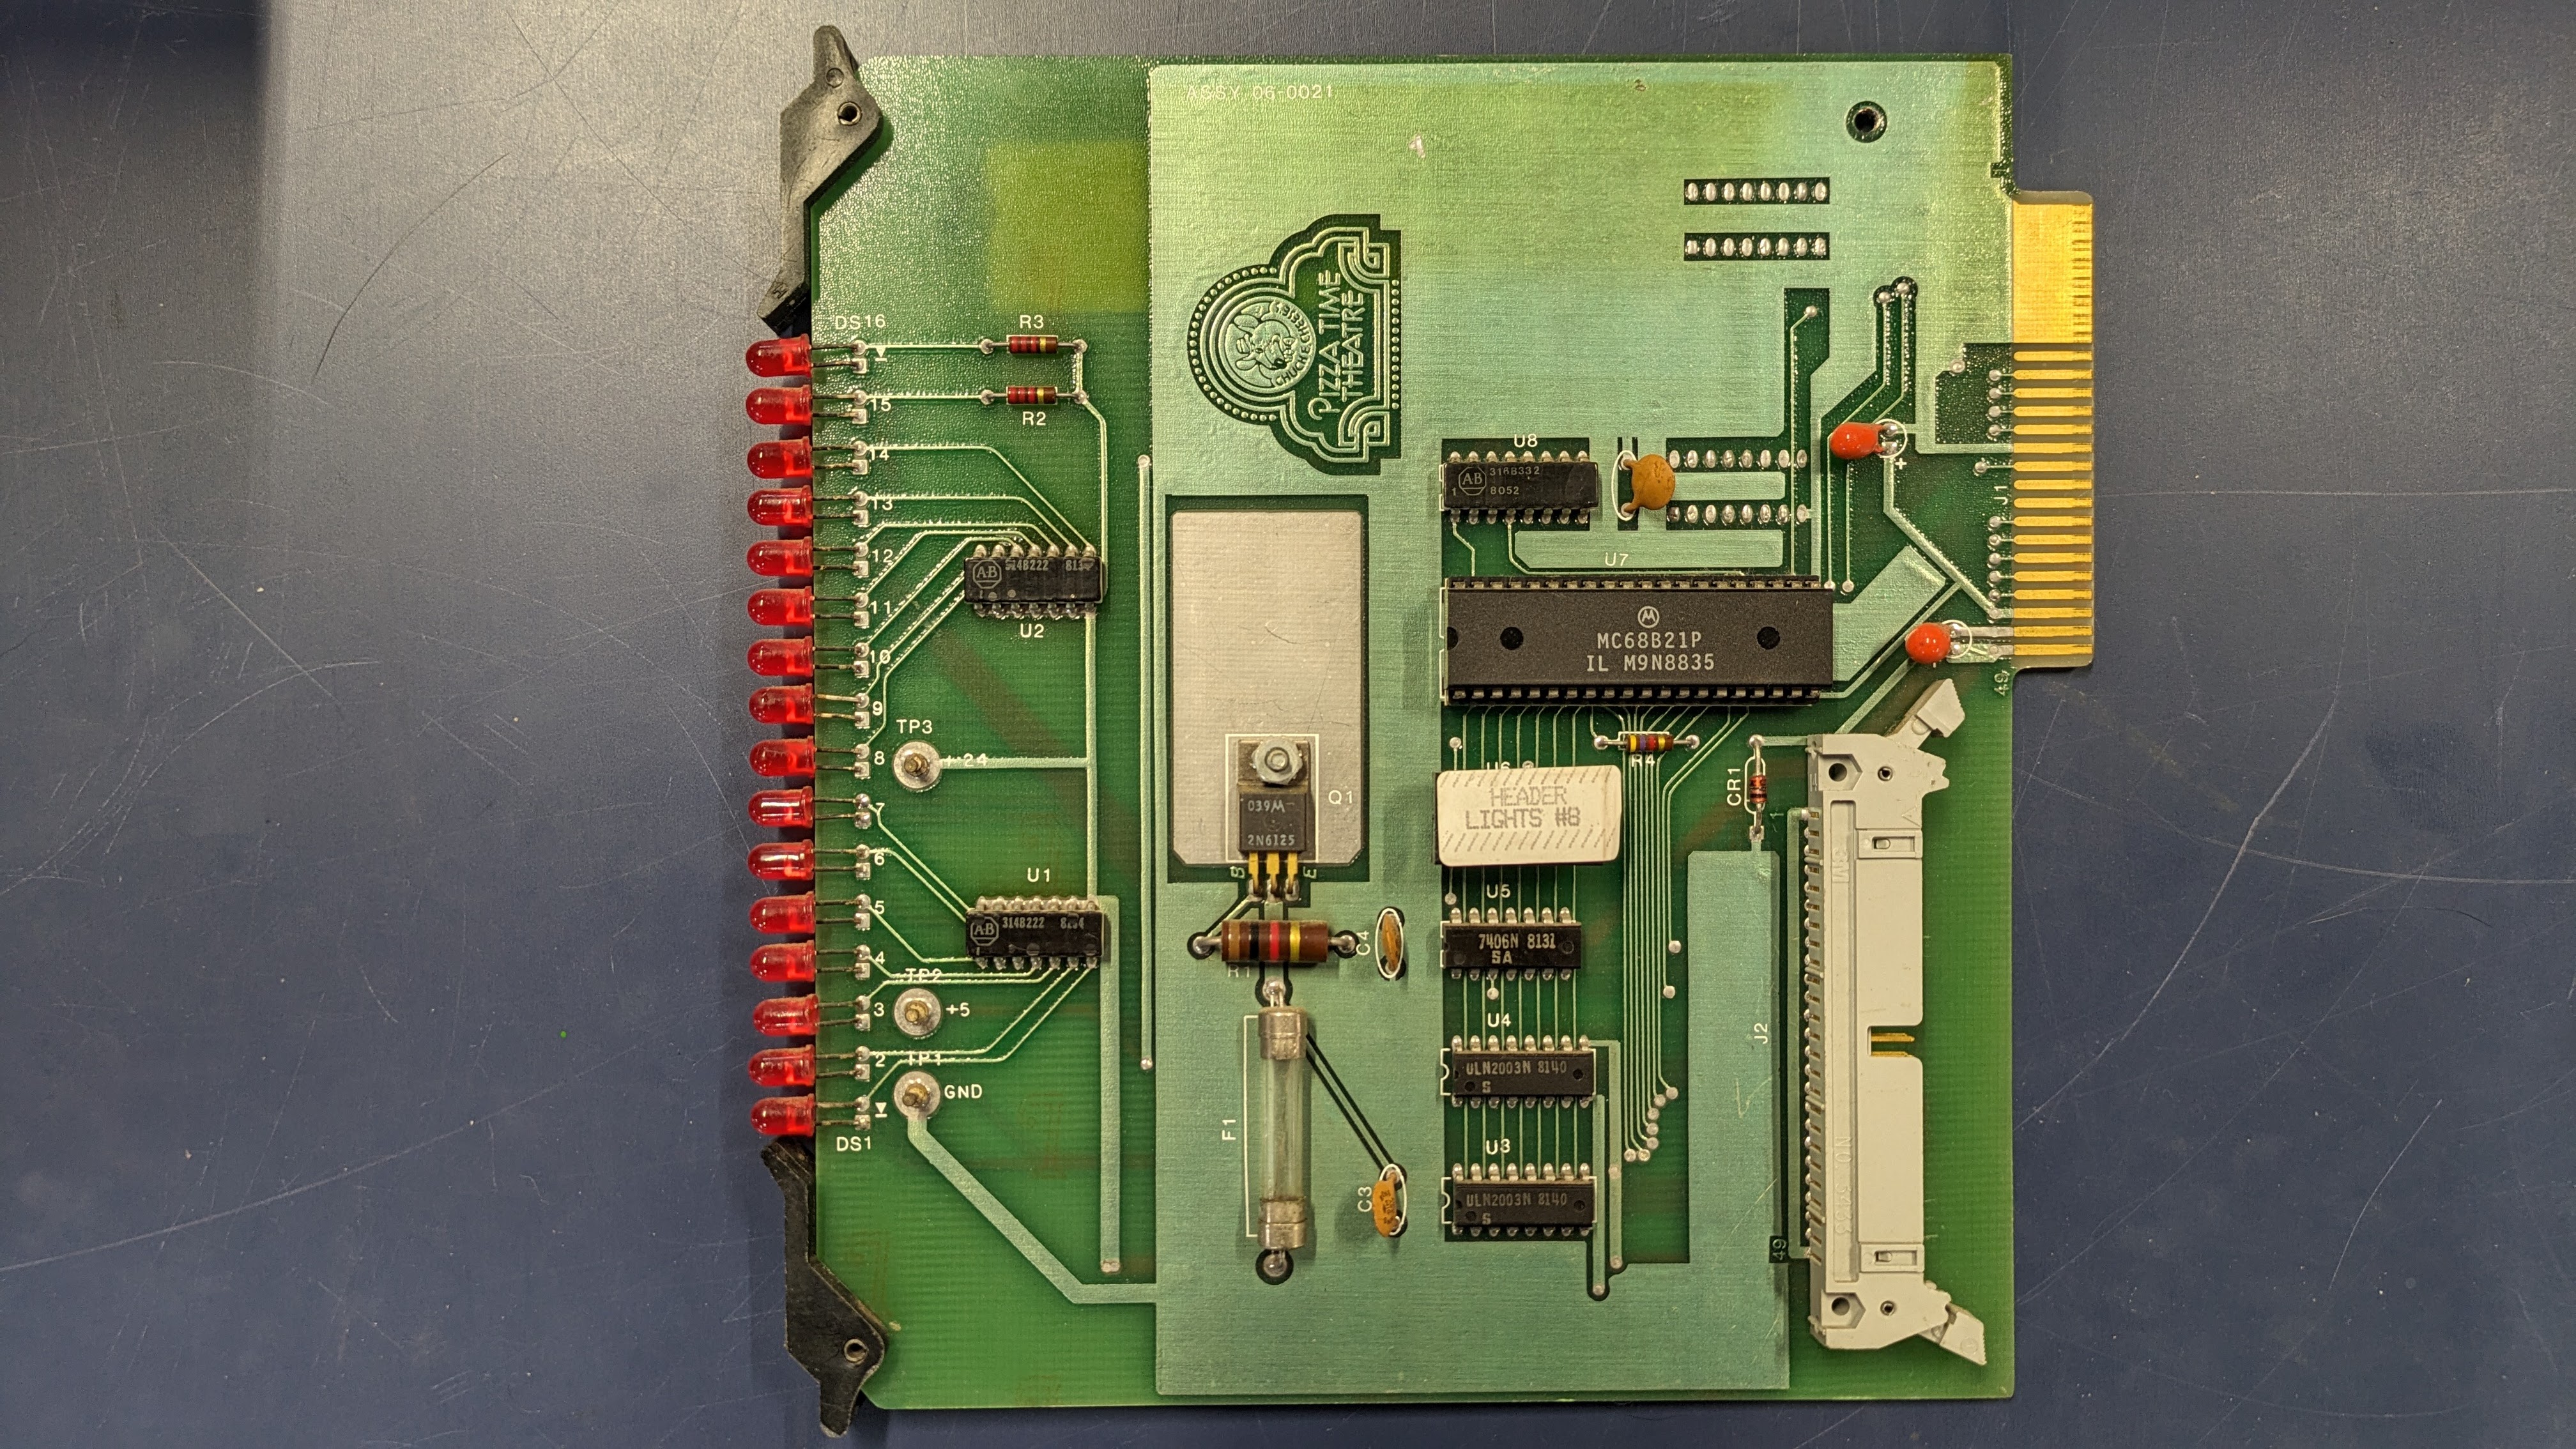 ASSY 06-0021
CHUCK E. CHEESE'S
PIZZA TIME
THEATRE
DS16
R3
15
R2
14
13
12
11
10
9
8
7
6
5
4
3
2
DS1
AB
314B222
U2
TP3
+24
U1
AB
314B222
TP2
+5
TP1
GND
U8
AB
316B332
1
8052
U7
MC68B21P
IL M9N8835
J1
+
49
R4
CR1
U6
HEADER
LIGHTS #8
Q1
039M
2N6125
B
E
R1
C4
F1
C3
U5
7406N 8131
SA
U4
ULN2003N 8140
S
U3
ULN2003N 8140
S
1
J2
49